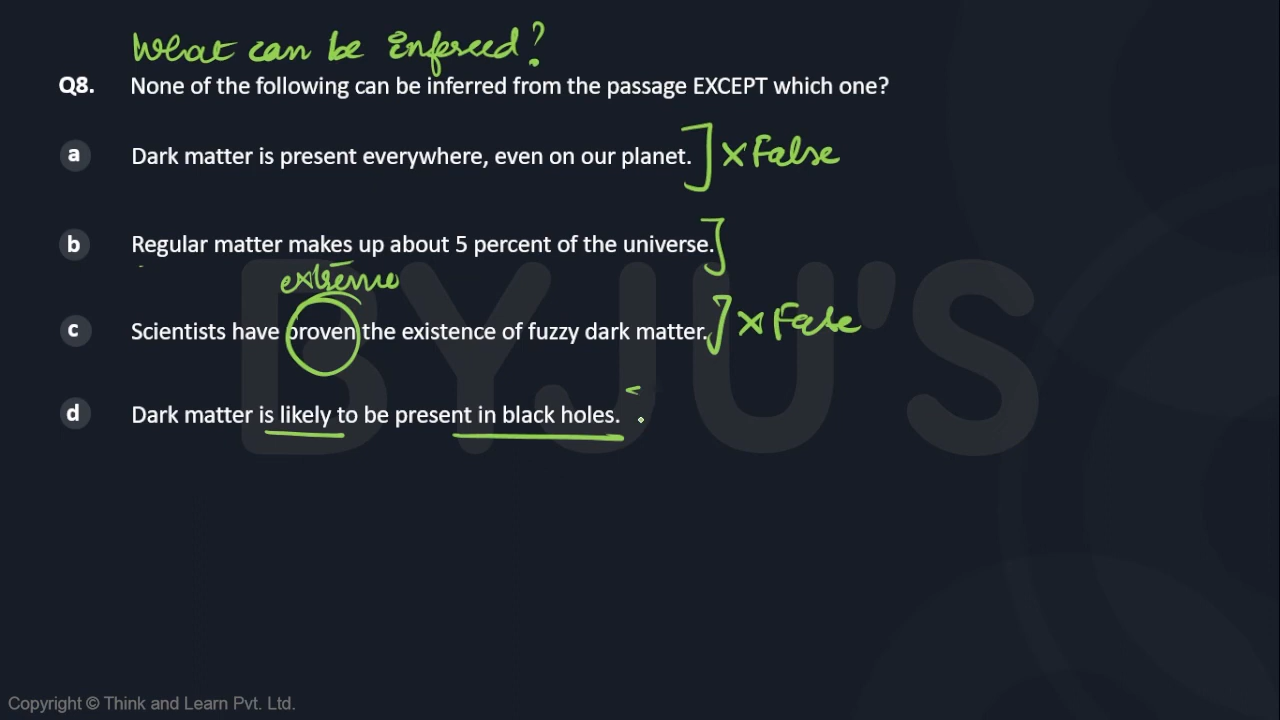 What can be infereed?
Q8. None of the following can be inferred from the passage EXCEPT which one?
a Dark matter is present everywhere, even on our planet. ] × False
b Regular matter makes up about 5 percent of the universe. ]
extreme
c Scientists have proven the existence of fuzzy dark matter. ] × False
d Dark matter is likely to be present in black holes.
BYJU'S
Copyright © Think and Learn Pvt. Ltd.